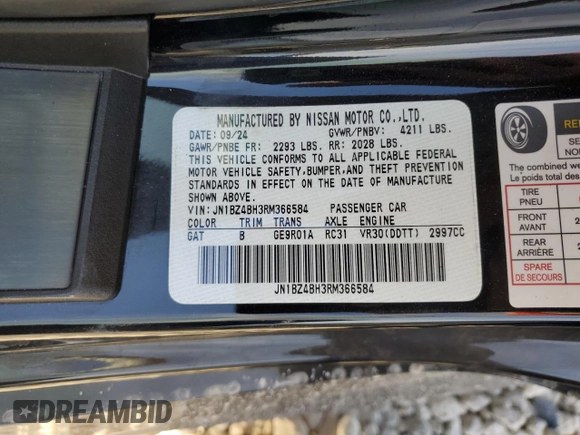 MANUFACTURED BY NISSAN MOTOR CO.,LTD.
DATE: 09/24 GVWR/PNBV: 4211 LBS.
GAWR/PNBE FR: 2293 LBS. RR: 2028 LBS.
THIS VEHICLE CONFORMS TO ALL APPLICABLE FEDERAL
MOTOR VEHICLE SAFETY,BUMPER,AND THEFT PREVENTION
STANDARDS IN EFFECT ON THE DATE OF MANUFACTURE
SHOWN ABOVE.
VIN: JN1BZ4BH3RM366584 PASSENGER CAR
COLOR TRIM TRANS AXLE ENGINE
GAT B GE9R01A RC31 VR30(DDTT) 2997CC
JN1BZ4BH3RM366584
The combined we
Le poids total des
TIRE
PNEU
FRONT
AVANT
REAR
ARRIÈRE
SPARE
DE SECOURS
DREAMBID